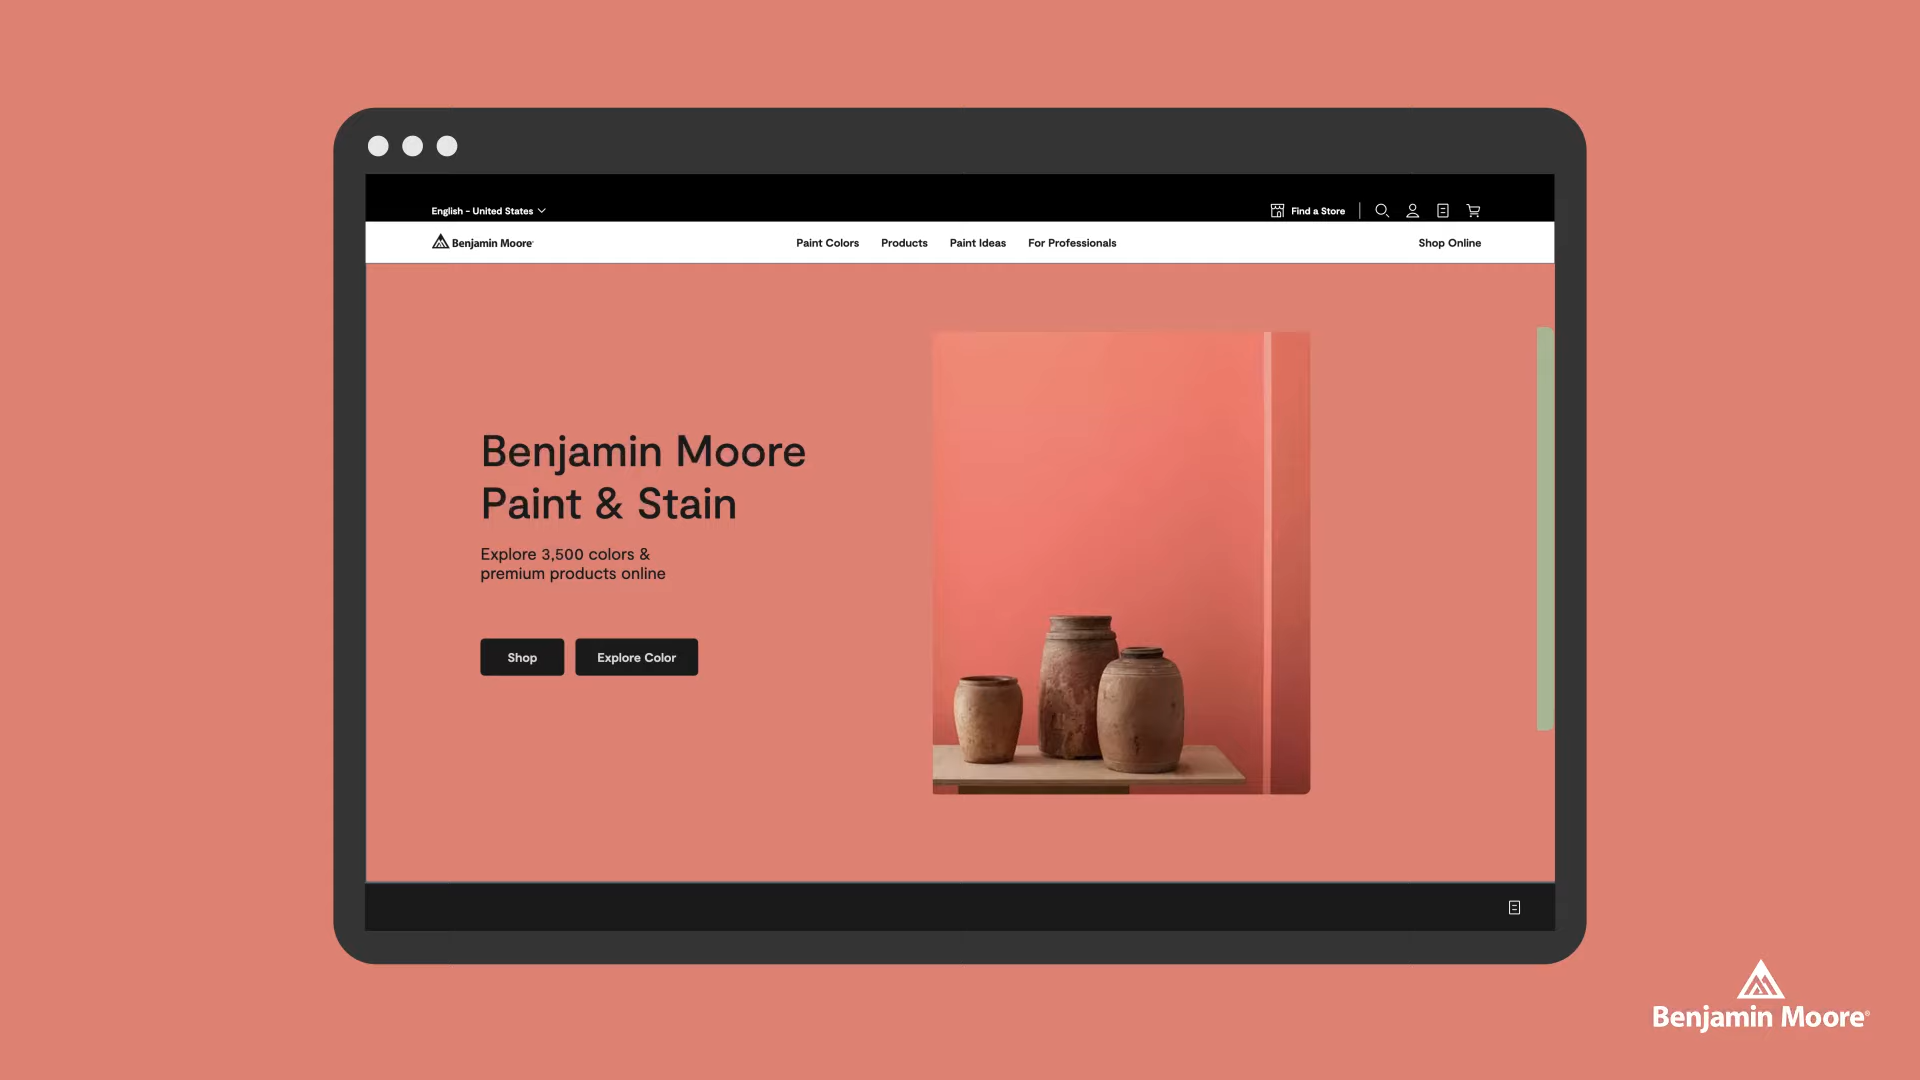 English - United States
Find a Store
Benjamin Moore
Paint Colors
Products
Paint Ideas
For Professionals
Shop Online
Benjamin Moore
Paint & Stain
Explore 3,500 colors &
premium products online
Shop
Explore Color
Benjamin Moore®